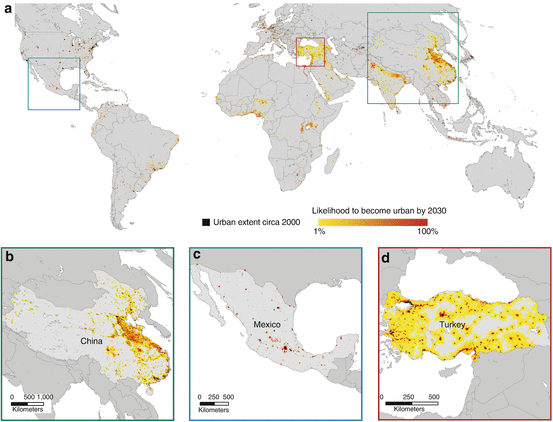 a
Likelihood to become urban by 2030
Urban extent circa 2000
1% 100%
b
China
0 500 1,000
Kilometers
c
Mexico
0 250 500
Kilometers
d
Turkey
0 250 500
Kilometers